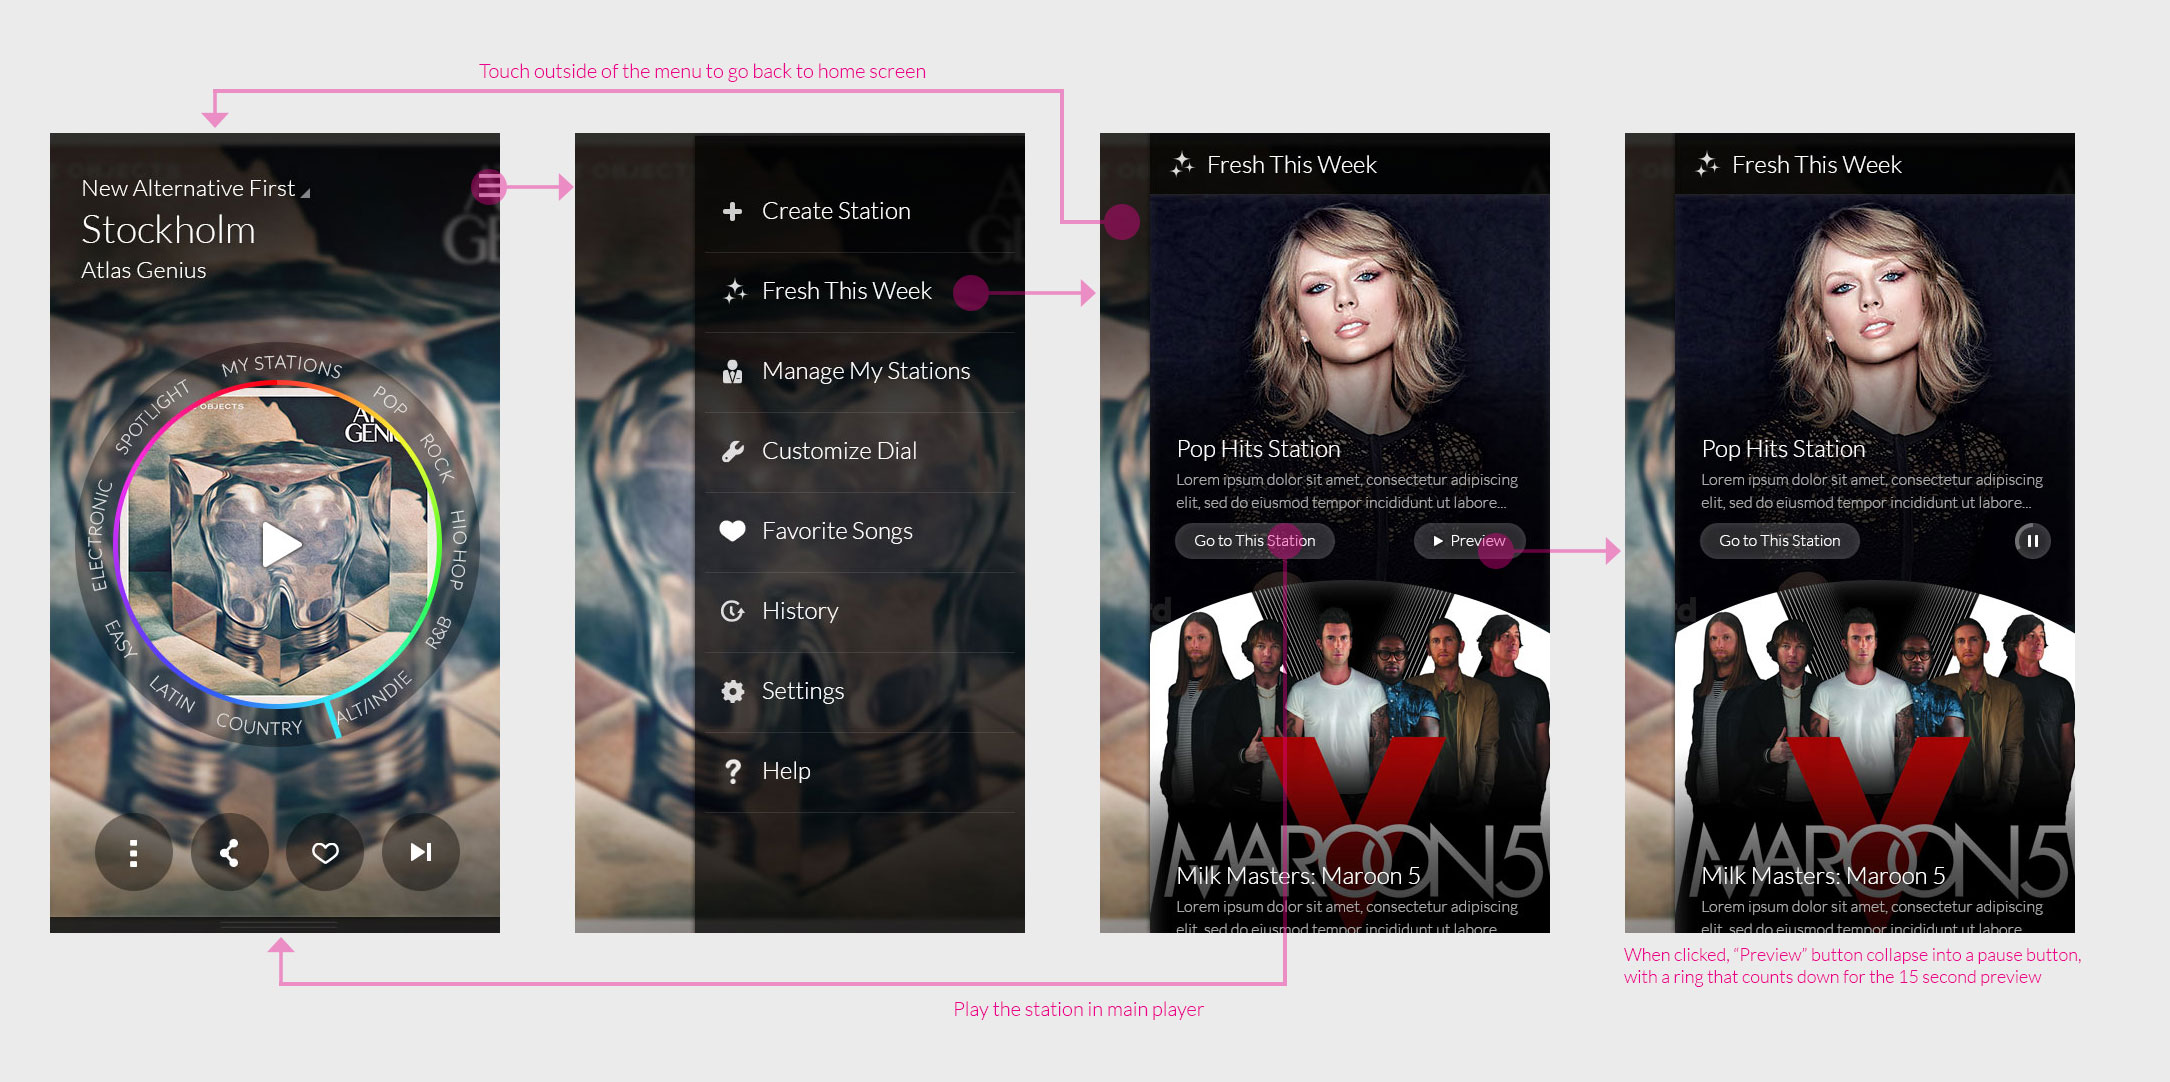 Touch outside of the menu to go back to home screen
New Alternative First
Stockholm
Atlas Genius
MY STATIONS
POP
ROCK
HIO HOP
R&B
ALT/INDIE
COUNTRY
LATIN
EASY
ELECTRONIC
SPOTLIGHT
OBJECTS
Create Station
Fresh This Week
Manage My Stations
Customize Dial
Favorite Songs
History
Settings
Help
Fresh This Week
Pop Hits Station
Lorem ipsum dolor sit amet, consectetur adipiscing
elit, sed do eiusmod tempor incididunt ut labore...
Go to This Station
Preview
V
MAROON 5
Milk Masters: Maroon 5
Lorem ipsum dolor sit amet, consectetur adipiscing
elit, sed do eiusmod tempor incididunt ut labore
Fresh This Week
Pop Hits Station
Lorem ipsum dolor sit amet, consectetur adipiscing
elit, sed do eiusmod tempor incididunt ut labore...
Go to This Station
V
MAROON 5
Milk Masters: Maroon 5
Lorem ipsum dolor sit amet, consectetur adipiscing
elit, sed do eiusmod tempor incididunt ut labore
When clicked, “Preview” button collapse into a pause button,
with a ring that counts down for the 15 second preview
Play the station in main player